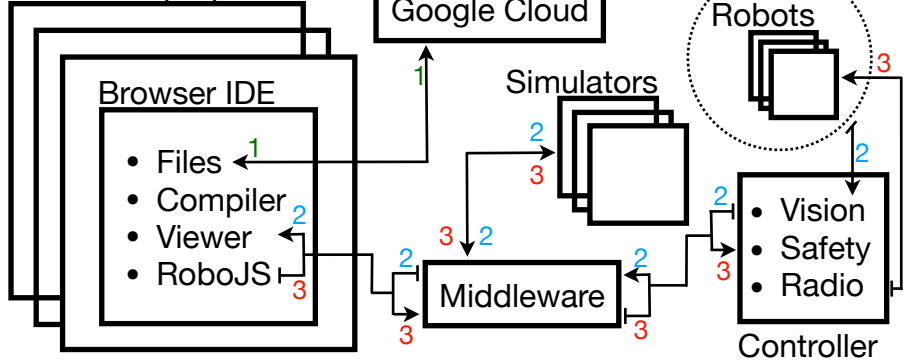 Google Cloud
Robots
3
1
Simulators
Browser IDE
2
1
2
• Files
3
• Compiler
2
2
• Vision
• Viewer
3
2
2
• Safety
• RoboJS
2
3
3
Middleware
• Radio
3
3
Controller